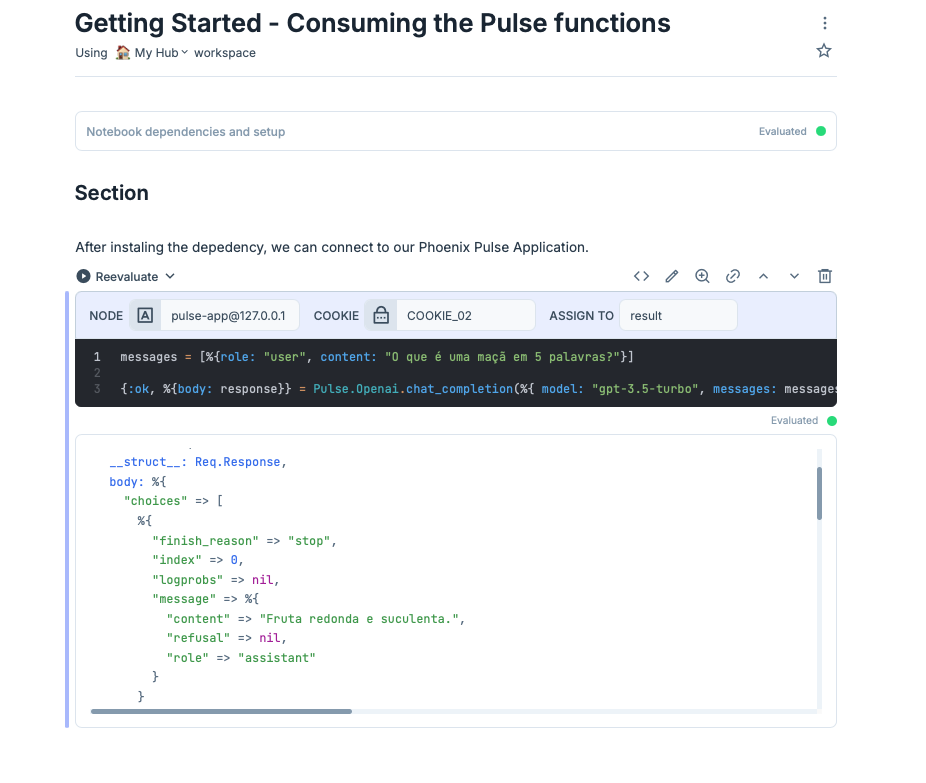 Getting Started - Consuming the Pulse functions
Using 🏠 My Hub workspace
Notebook dependencies and setup
Evaluated
Section
After instaling the depedency, we can connect to our Phoenix Pulse Application.
Reevaluate
NODE pulse-app@127.0.0.1 COOKIE COOKIE_02 ASSIGN TO result
1 messages = [%{role: "user", content: "O que é uma maçã em 5 palavras?"}]
2
3 {:ok, %{body: response}} = Pulse.Openai.chat_completion(%{ model: "gpt-3.5-turbo", messages: messages
Evaluated
__struct__: Req.Response,
body: %{
"choices" => [
%{
"finish_reason" => "stop",
"index" => 0,
"logprobs" => nil,
"message" => %{
"content" => "Fruta redonda e suculenta.",
"refusal" => nil,
"role" => "assistant"
}
}